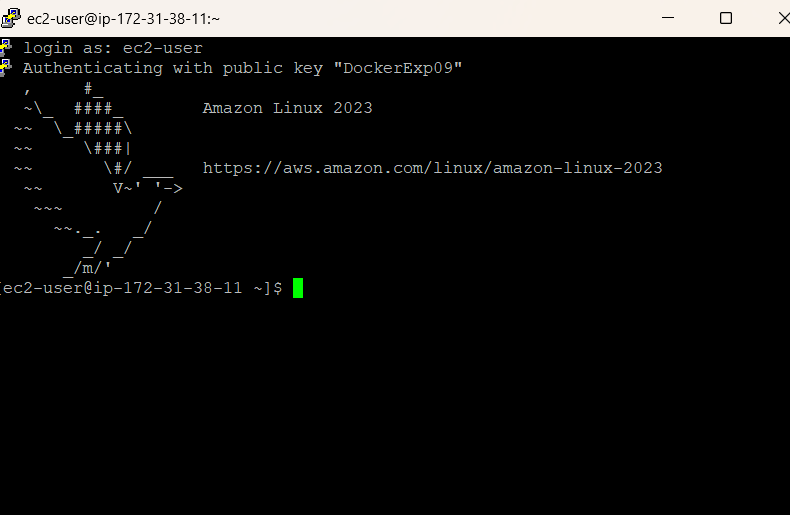 ec2-user@ip-172-31-38-11:~
login as: ec2-user
Authenticating with public key "DockerExp09"
   ,     #_
   ~\_  ####_        Amazon Linux 2023
  ~~  \_#####\
  ~~     \###|
  ~~       \#/ ___   https://aws.amazon.com/linux/amazon-linux-2023
   ~~       V~' '->
    ~~~         /
      ~~._.   _/
         _/ _/
       _/m/'
[ec2-user@ip-172-31-38-11 ~]$